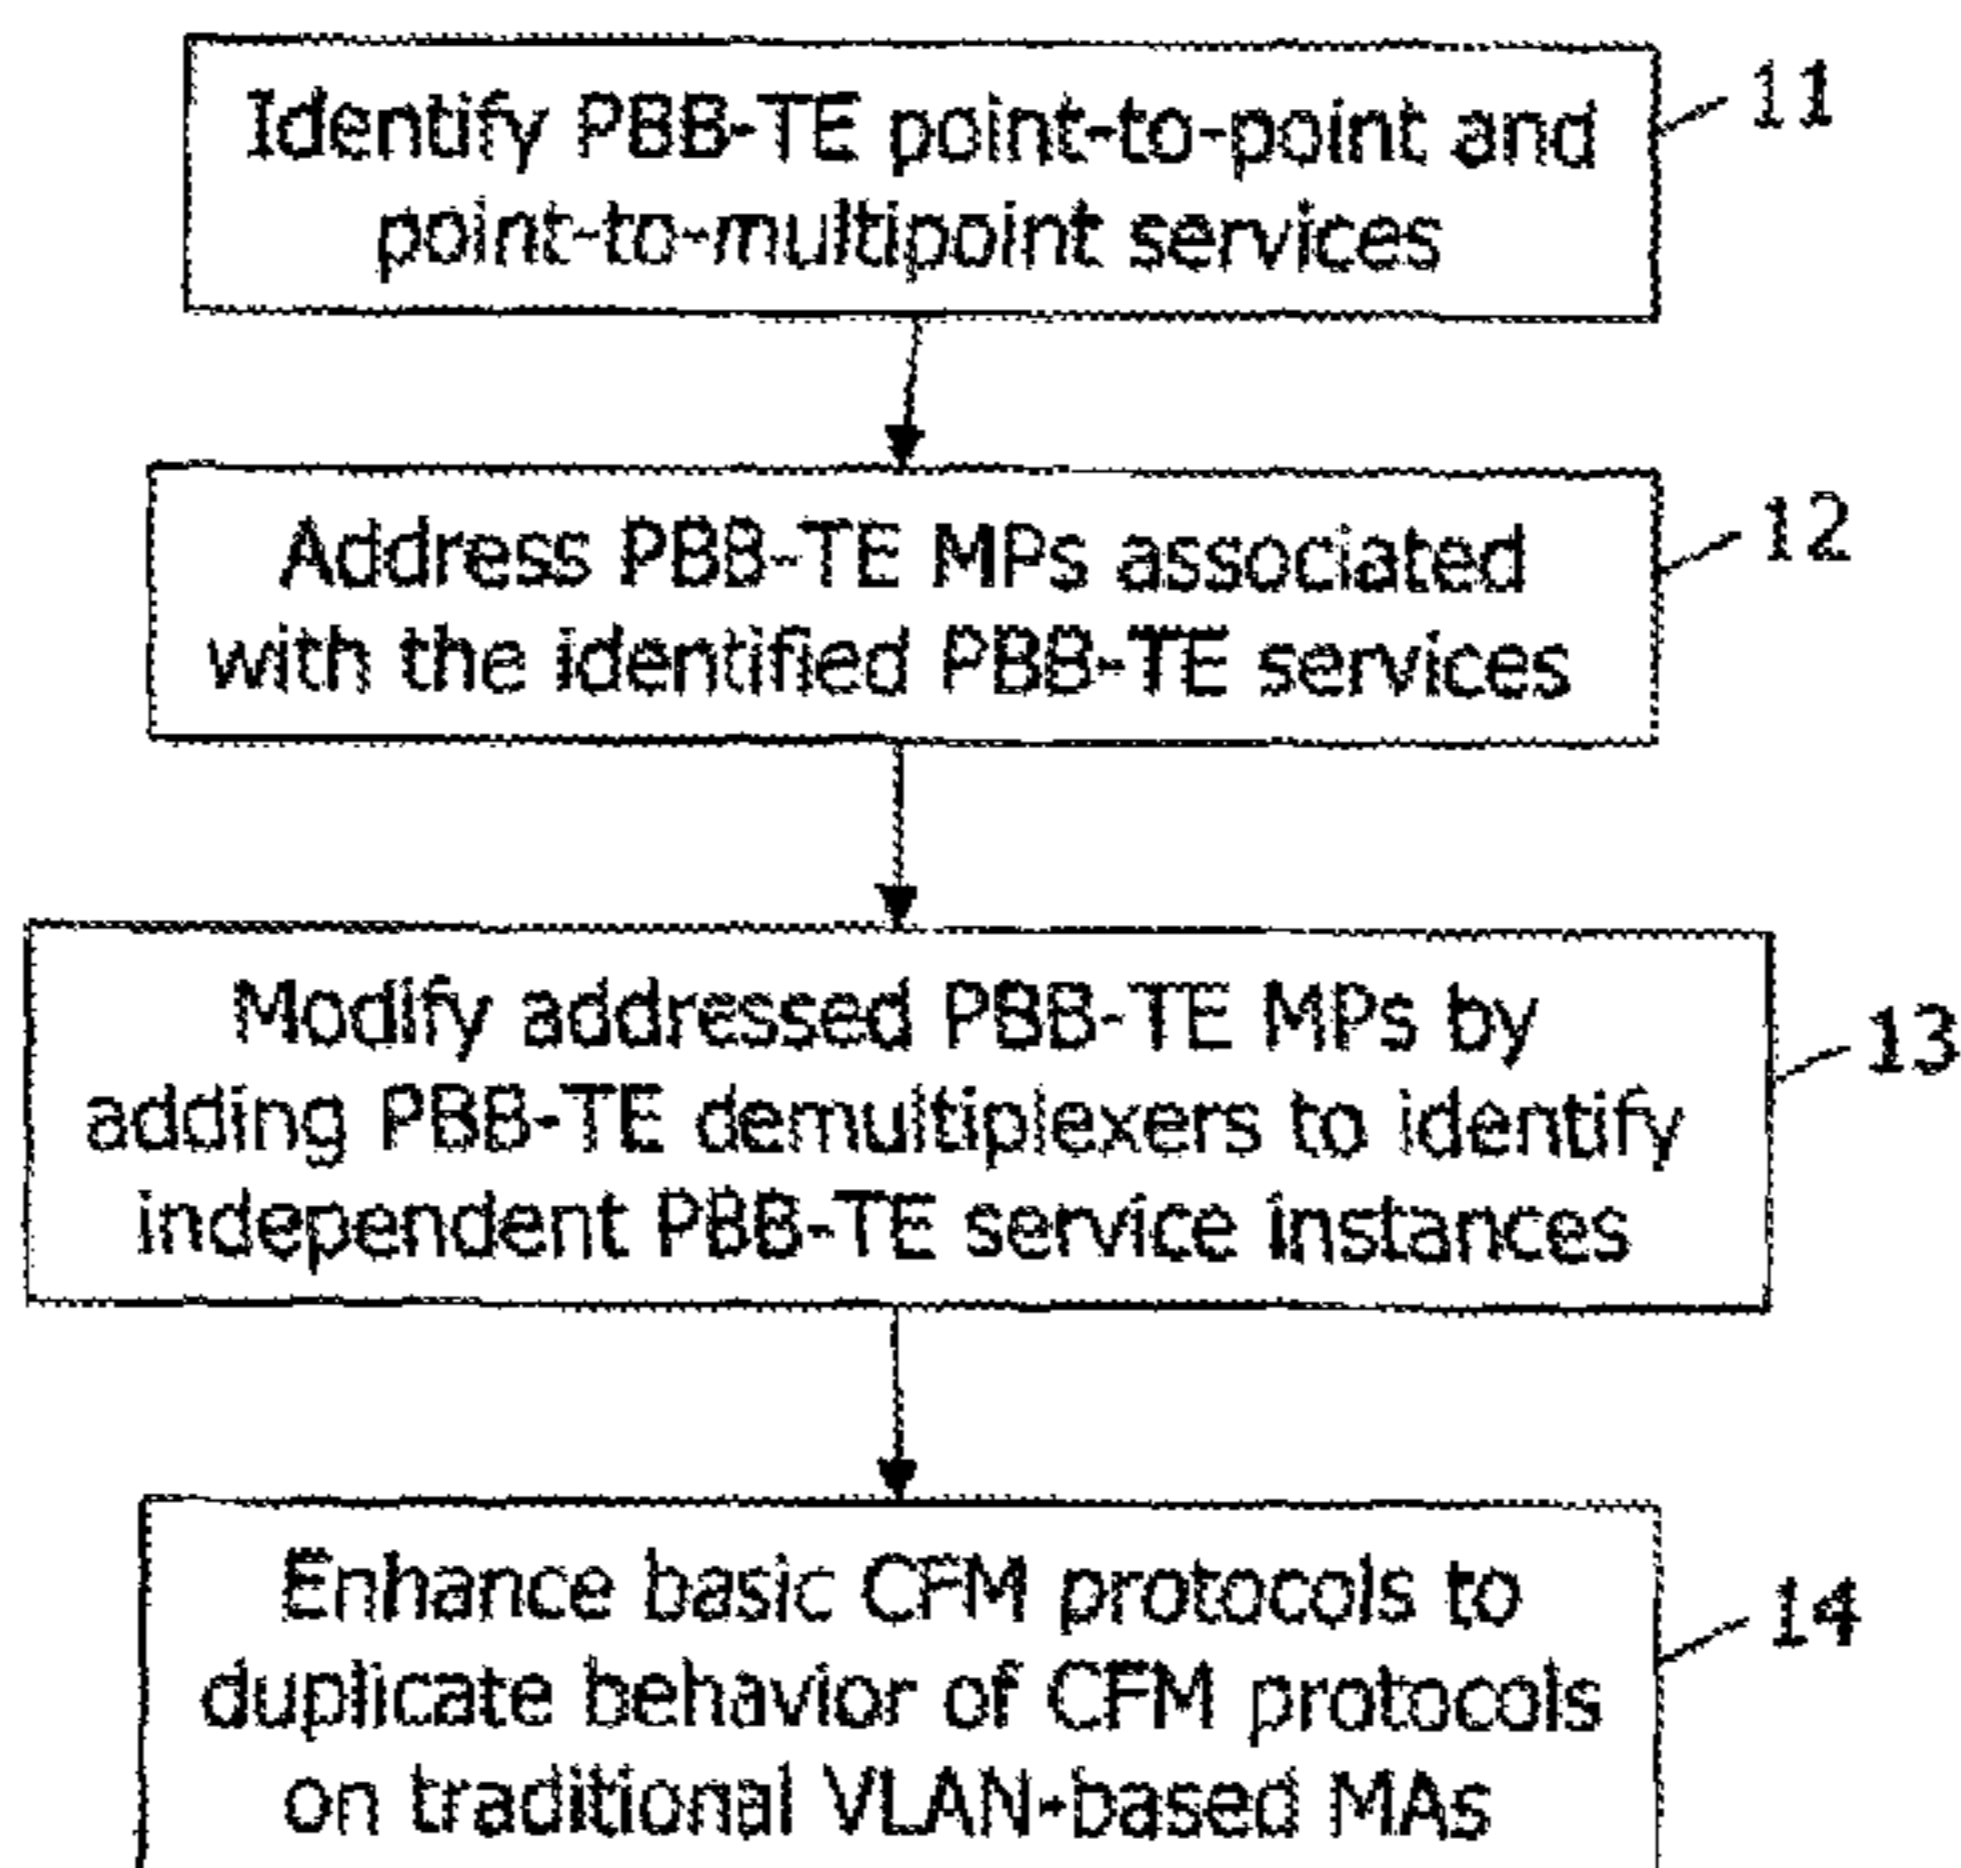 Identify PBB-TE point-to-point and
point-to-multipoint services
11
Address PBB-TE MPs associated
with the identified PBB-TE services
12
Modify addressed PBB-TE MPs by
adding PBB-TE demultiplexers to identify
independent PBB-TE service instances
13
Enhance basic CFM protocols to
duplicate behavior of CFM protocols
on traditional VLAN-based MAs
14